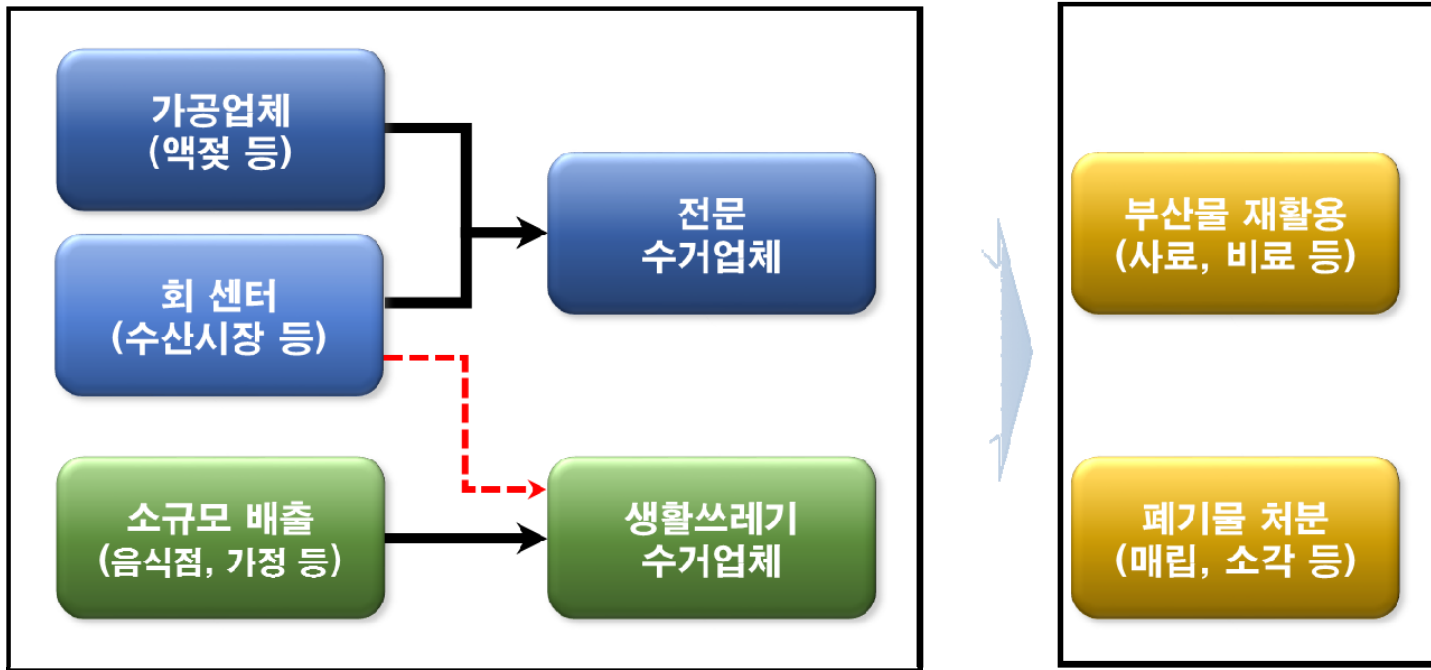 가공업체
(액젖 등)
전문
수거업체
회 센터
(수산시장 등)
소규모 배출
(음식점, 가정 등)
생활쓰레기
수거업체
부산물 재활용
(사료, 비료 등)
폐기물 처분
(매립, 소각 등)